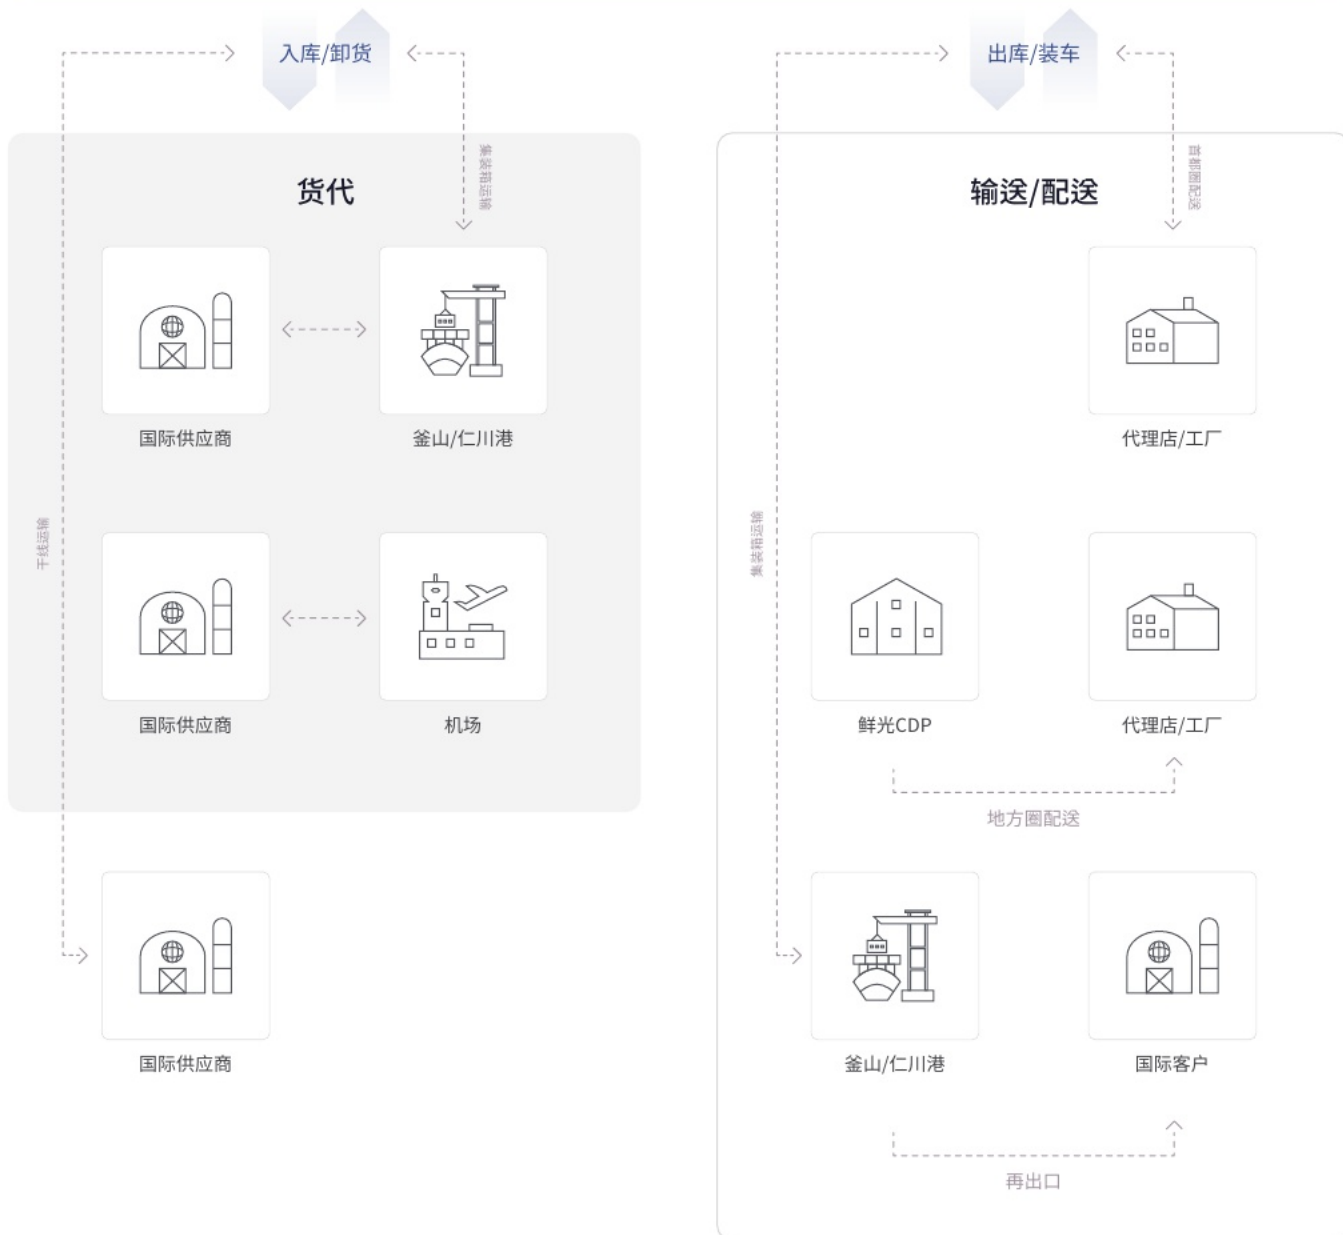 入库/卸货
集装箱运输
货代
国际供应商
釜山/仁川港
干线运输
国际供应商
机场
国际供应商
出库/装车
首都圈配送
输送/配送
代理店/工厂
集装箱运输
鲜光CDP
代理店/工厂
地方圈配送
釜山/仁川港
国际客户
再出口